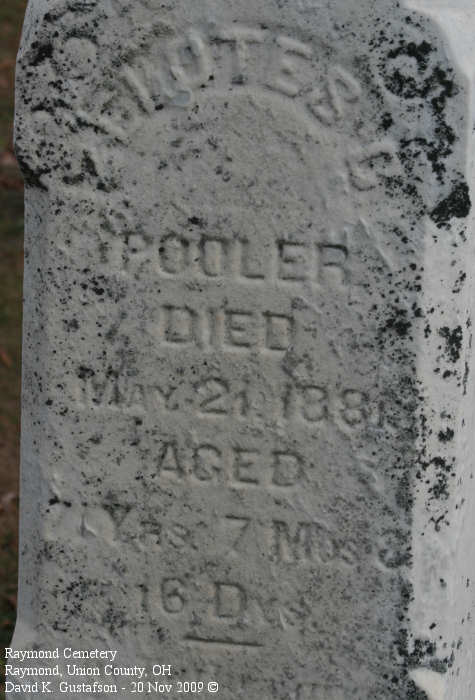 POOLER
DIED
MAY 21, 1881
AGED
Yrs. 7 Mos &
16 Dys
Raymond Cemetery
Raymond, Union County, OH
David K. Gustafson - 20 Nov 2009 ©